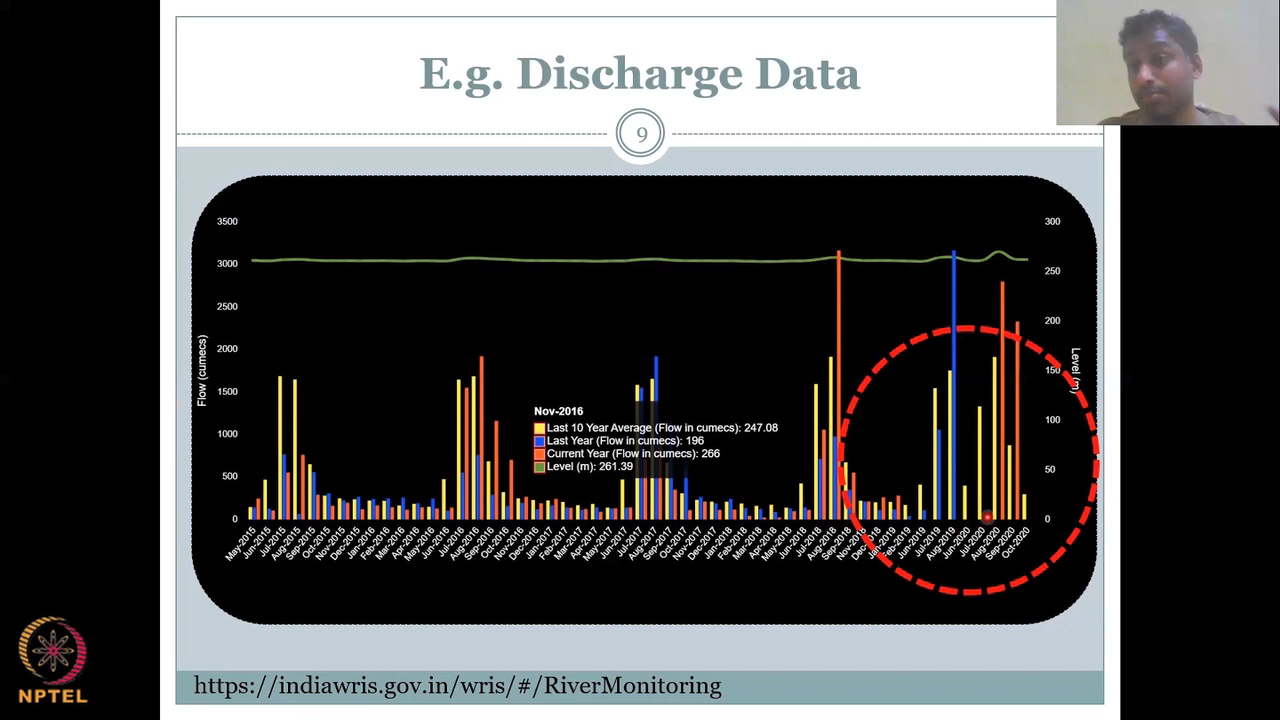 E.g. Discharge Data
9
3500
3000
2500
2000
1500
1000
500
0
Flow (cumecs)
300
250
200
150
100
50
0
Level (m)
Nov-2016
Last 10 Year Average (Flow in cumecs): 247.08
Last Year (Flow in cumecs): 196
Current Year (Flow in cumecs): 266
Level (m): 261.39
May-2015
Jun-2015
Jul-2015
Aug-2015
Sep-2015
Oct-2015
Nov-2015
Dec-2015
Jan-2016
Feb-2016
Mar-2016
Apr-2016
May-2016
Jun-2016
Jul-2016
Aug-2016
Sep-2016
Oct-2016
Nov-2016
Dec-2016
Jan-2017
Feb-2017
Mar-2017
Apr-2017
May-2017
Jun-2017
Jul-2017
Aug-2017
Sep-2017
Oct-2017
Nov-2017
Dec-2017
Jan-2018
Feb-2018
Mar-2018
Apr-2018
May-2018
Jun-2018
Jul-2018
Aug-2018
Sep-2018
Nov-2018
Dec-2018
Jan-2019
Feb-2019
Jun-2019
Jul-2019
Aug-2019
Jun-2020
Jul-2020
Aug-2020
Sep-2020
Oct-2020
NPTEL
https://indiawris.gov.in/wris/#/RiverMonitoring